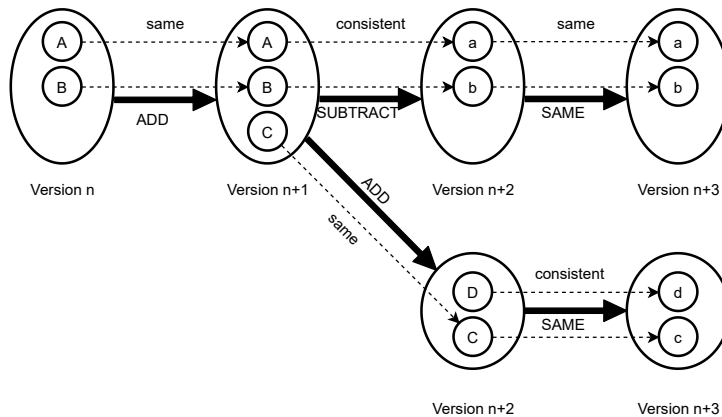 same
consistent
same
A
A
a
a
B
B
b
b
ADD
SUBTRACT
SAME
C
Version n
Version n+1
Version n+2
Version n+3
ADD
same
consistent
D
d
SAME
C
c
Version n+2
Version n+3